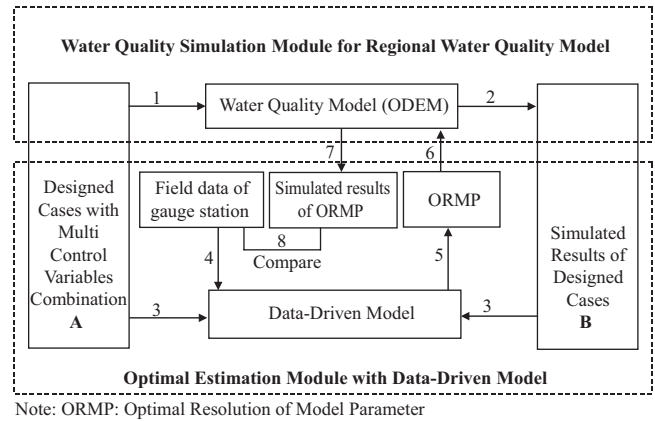 Water Quality Simulation Module for Regional Water Quality Model
1
Water Quality Model (ODEM)
2
7
6
Designed
Cases with
Multi
Control
Variables
Combination
A
Field data of
gauge station
Simulated results
of ORMP
ORMP
Simulated
Results of
Designed
Cases
B
8
Compare
4
5
3
Data-Driven Model
3
Optimal Estimation Module with Data-Driven Model
Note: ORMP: Optimal Resolution of Model Parameter